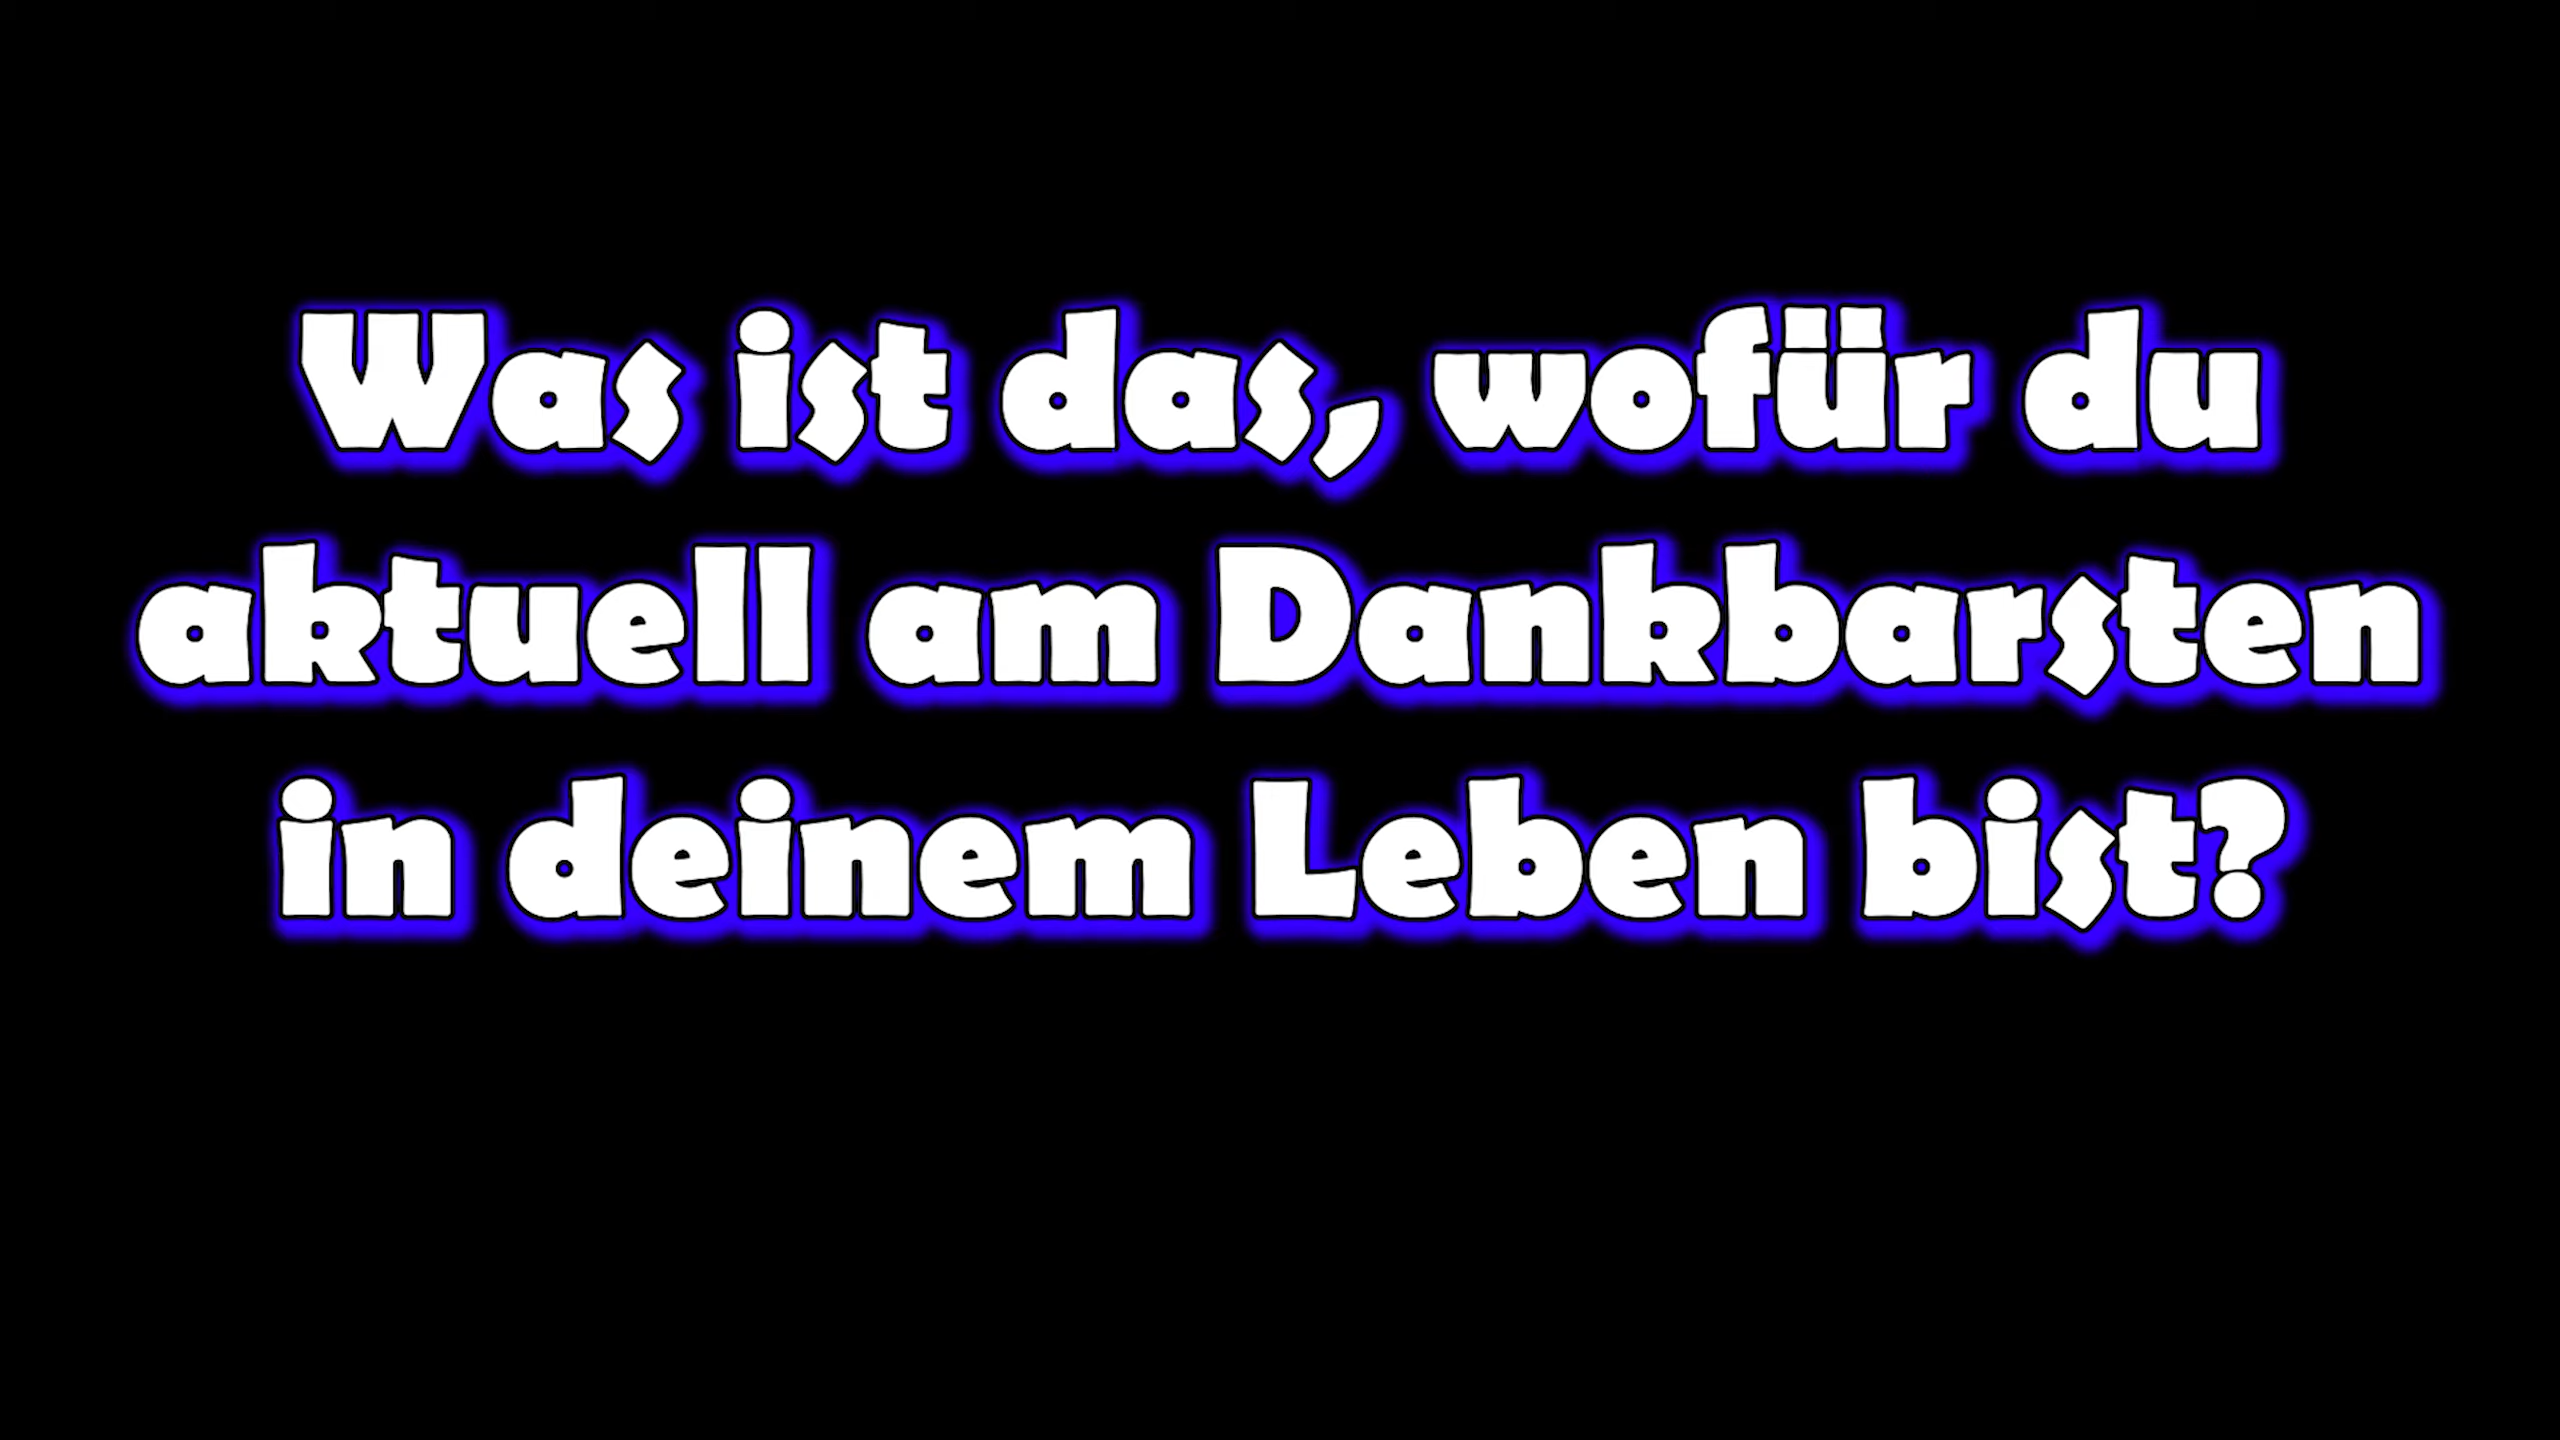 Was ist das, wofür du
aktuell am Dankbarsten
in deinem Leben bist?